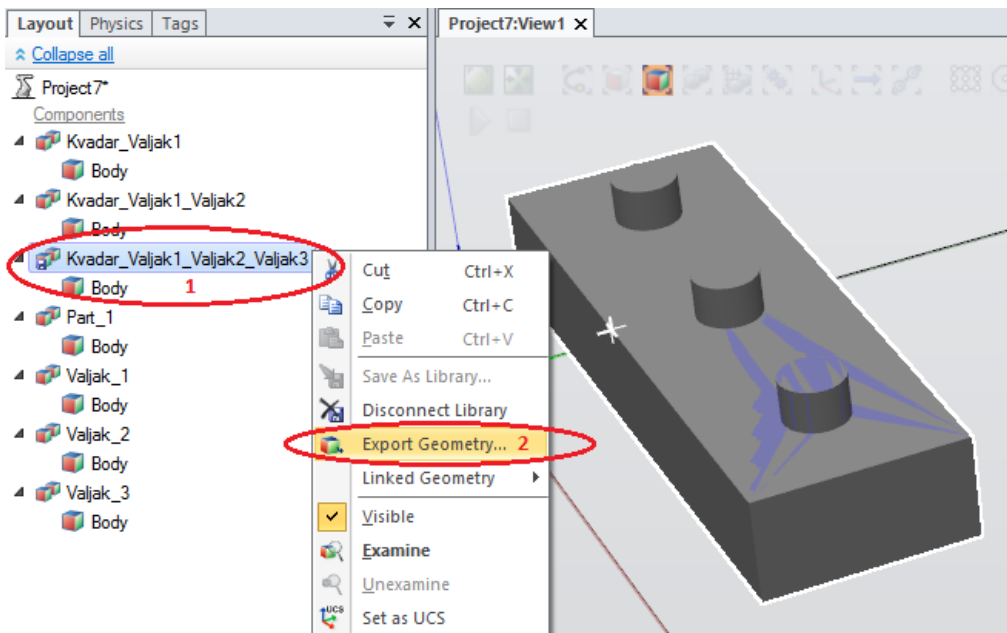 Layout Physics Tags
Project7:View1
Collapse all
Project7*
Components
Kvadar_Valjak1
Body
Kvadar_Valjak1_Valjak2
Body
Kvadar_Valjak1_Valjak2_Valjak3
Body 1
Part_1
Body
Valjak_1
Body
Valjak_2
Body
Valjak_3
Body
Cut Ctrl+X
Copy Ctrl+C
Paste Ctrl+V
Save As Library...
Disconnect Library
Export Geometry... 2
Linked Geometry
Visible
Examine
Unexamine
UCS Set as UCS